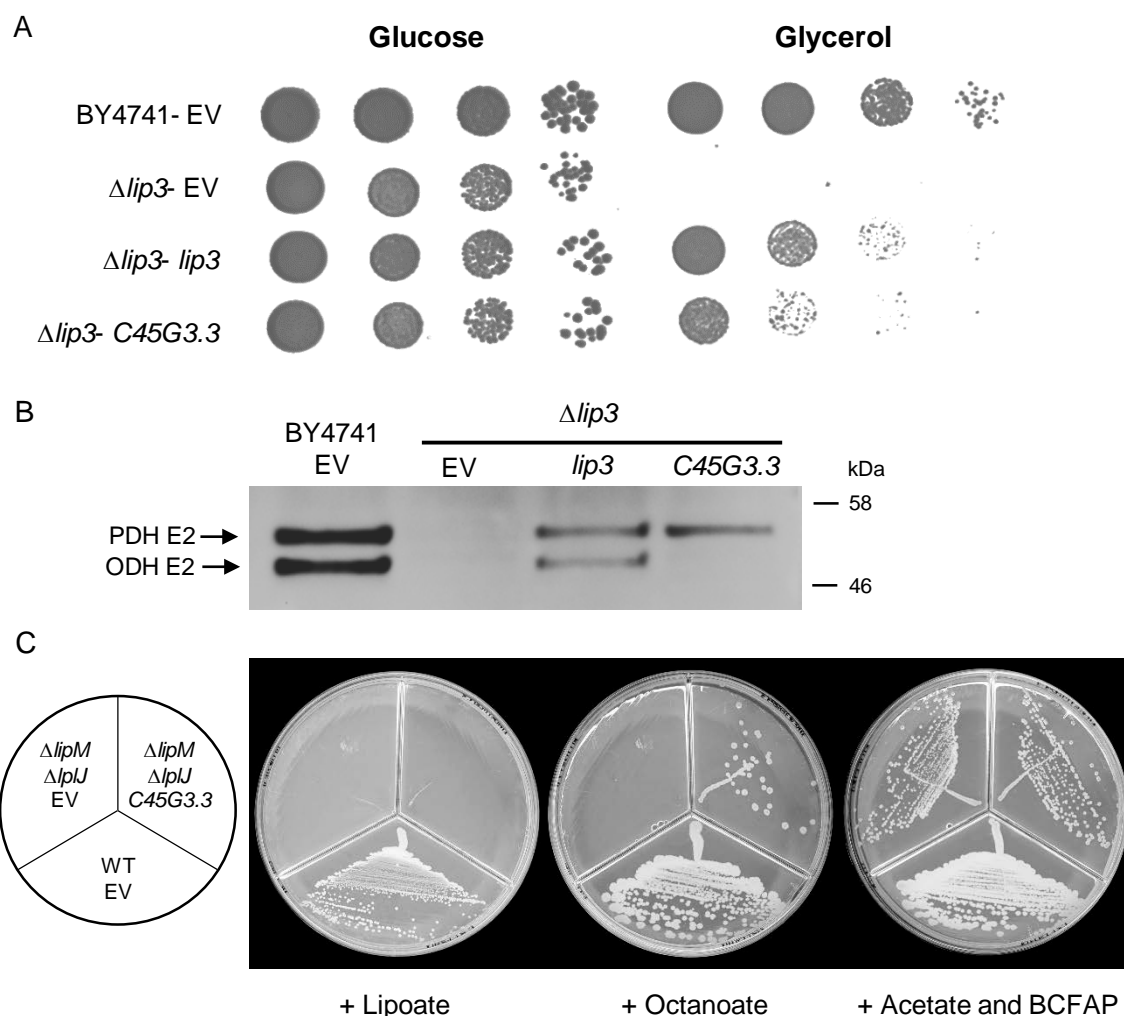 A
Glucose
Glycerol
BY4741- EV
Δlip3- EV
Δlip3- lip3
Δlip3- C45G3.3
B
Δlip3
BY4741
EV
EV
lip3
C45G3.3
kDa
58
PDH E2
ODH E2
46
C
ΔlipM
ΔlplJ
EV
ΔlipM
ΔlplJ
C45G3.3
WT
EV
+ Lipoate
+ Octanoate
+ Acetate and BCFAP